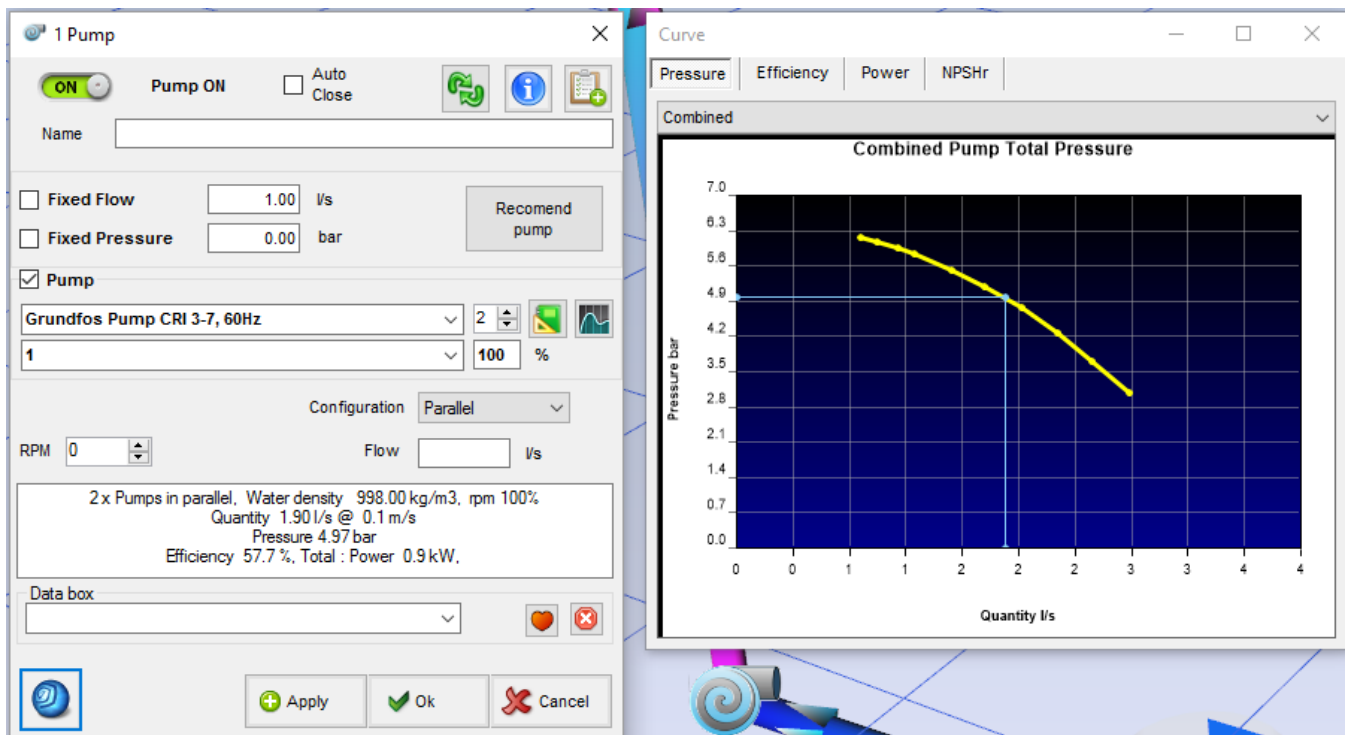 1 Pump
ON
Pump ON
Auto
Close
Name
Fixed Flow 1.00 l/s
Fixed Pressure 0.00 bar
Recomend
pump
Pump
Grundfos Pump CRI 3-7, 60Hz 2
1 100 %
Configuration Parallel
RPM 0 Flow l/s
2 x Pumps in parallel, Water density 998.00 kg/m3, rpm 100%
Quantity 1.90 l/s @ 0.1 m/s
Pressure 4.97 bar
Efficiency 57.7 %, Total : Power 0.9 kW,
Data box
Apply Ok Cancel
Curve
Pressure Efficiency Power NPSHr
Combined
Combined Pump Total Pressure
7.0
6.3
5.6
4.9
4.2
3.5
2.8
2.1
1.4
0.7
0.0
Pressure bar
0 0 1 1 2 2 2 3 3 4 4
Quantity l/s